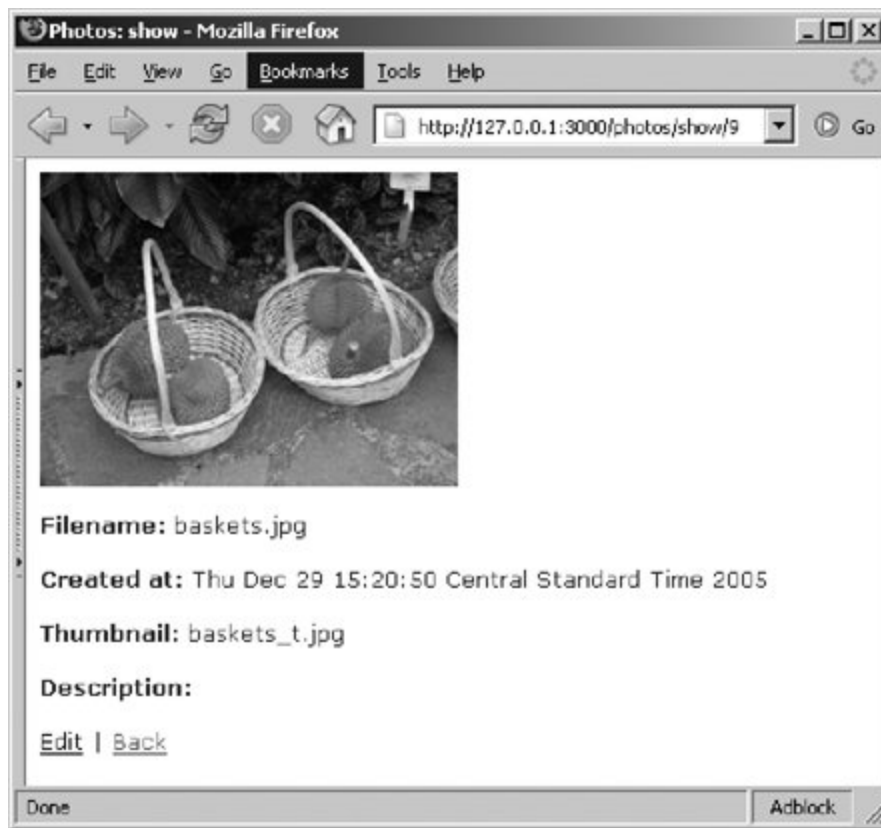 Photos: show - Mozilla Firefox
File Edit View Go Bookmarks Tools Help
http://127.0.0.1:3000/photos/show/9 Go
Filename: baskets.jpg
Created at: Thu Dec 29 15:20:50 Central Standard Time 2005
Thumbnail: baskets_t.jpg
Description:
Edit | Back
Done Adblock